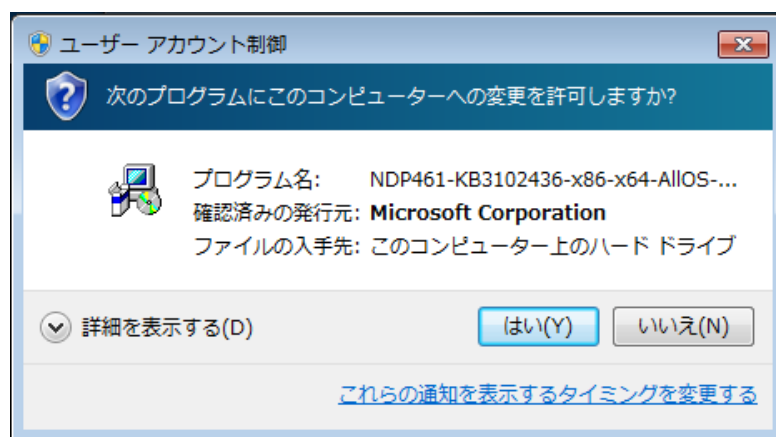 ユーザー アカウント制御
次のプログラムにこのコンピューターへの変更を許可しますか?
プログラム名: NDP461-KB3102436-x86-x64-AllOS-...
確認済みの発行元: Microsoft Corporation
ファイルの入手先: このコンピューター上のハード ドライブ
詳細を表示する(D) はい(Y) いいえ(N)
これらの通知を表示するタイミングを変更する